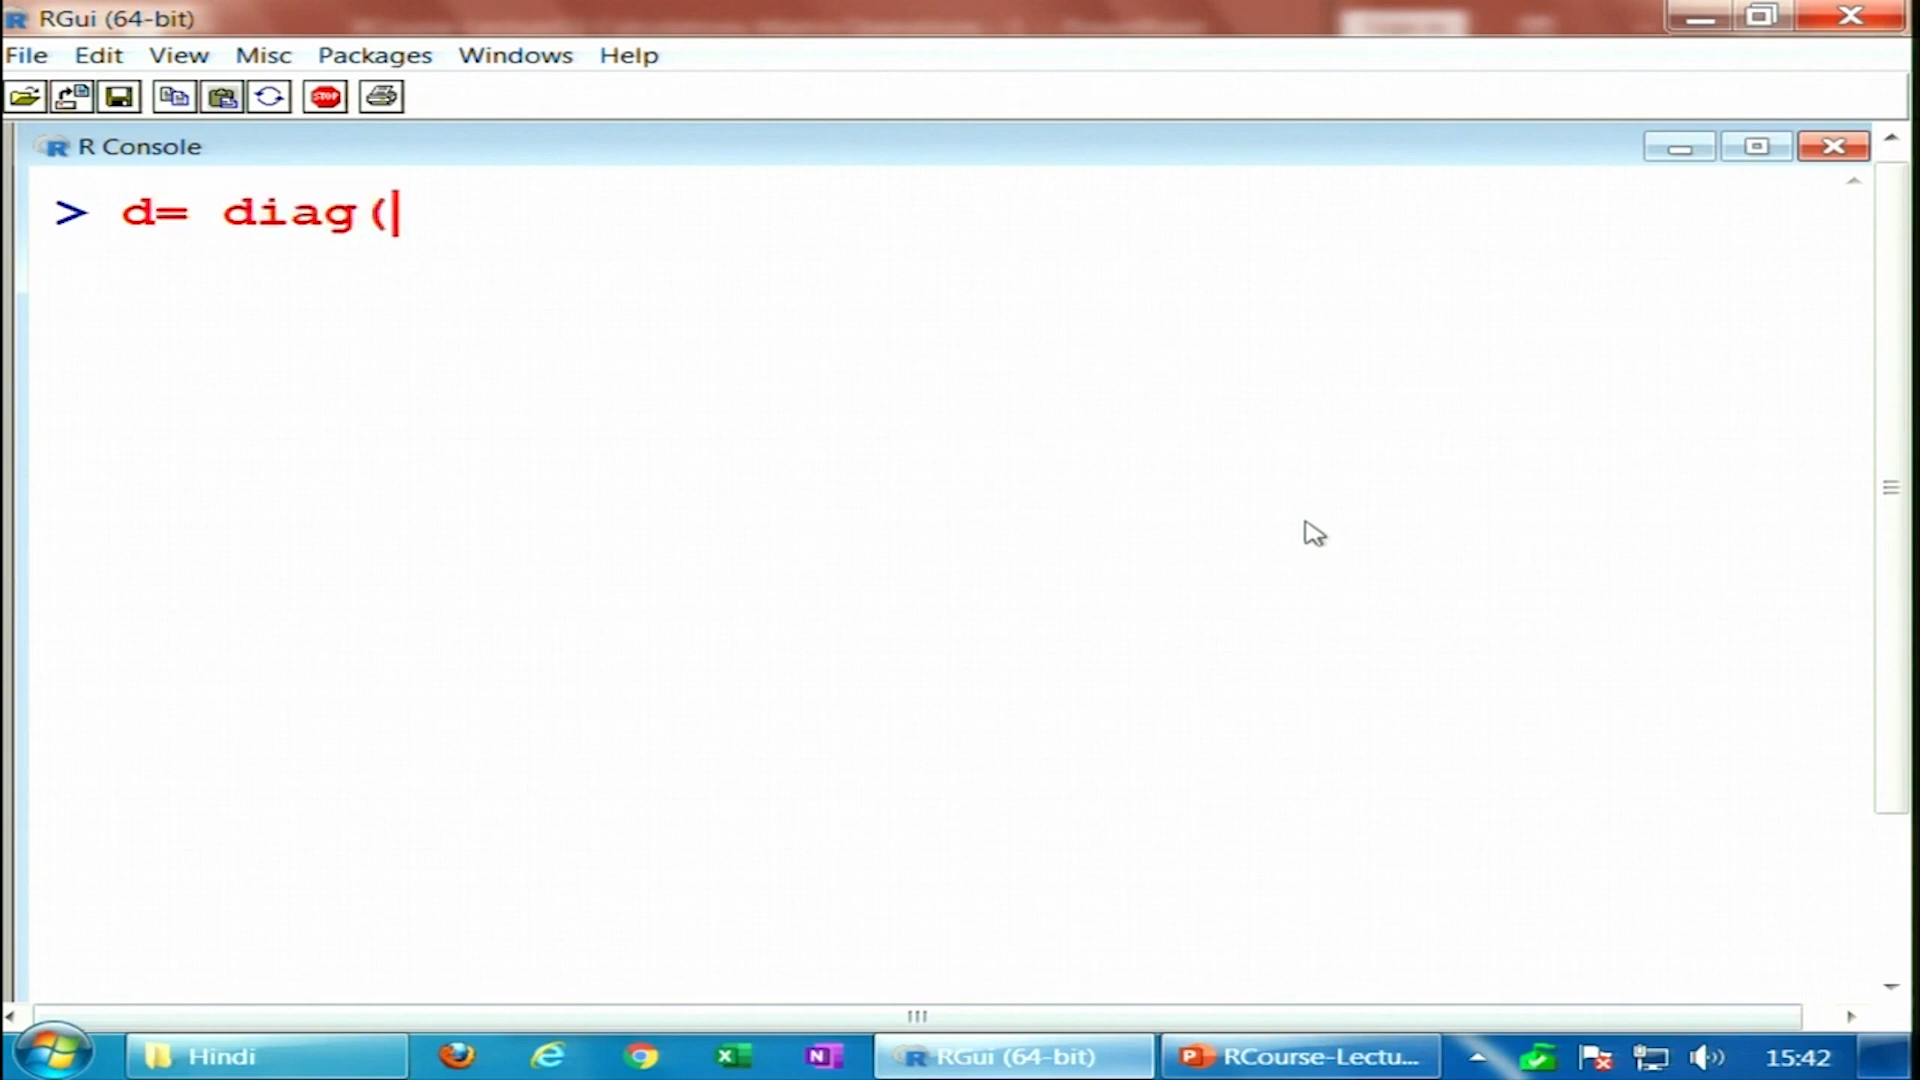 RGui (64-bit)
File Edit View Misc Packages Windows Help
STOP
R Console
> d= diag(
Hindi
RGui (64-bit)
RCourse-Lectu...
15:42